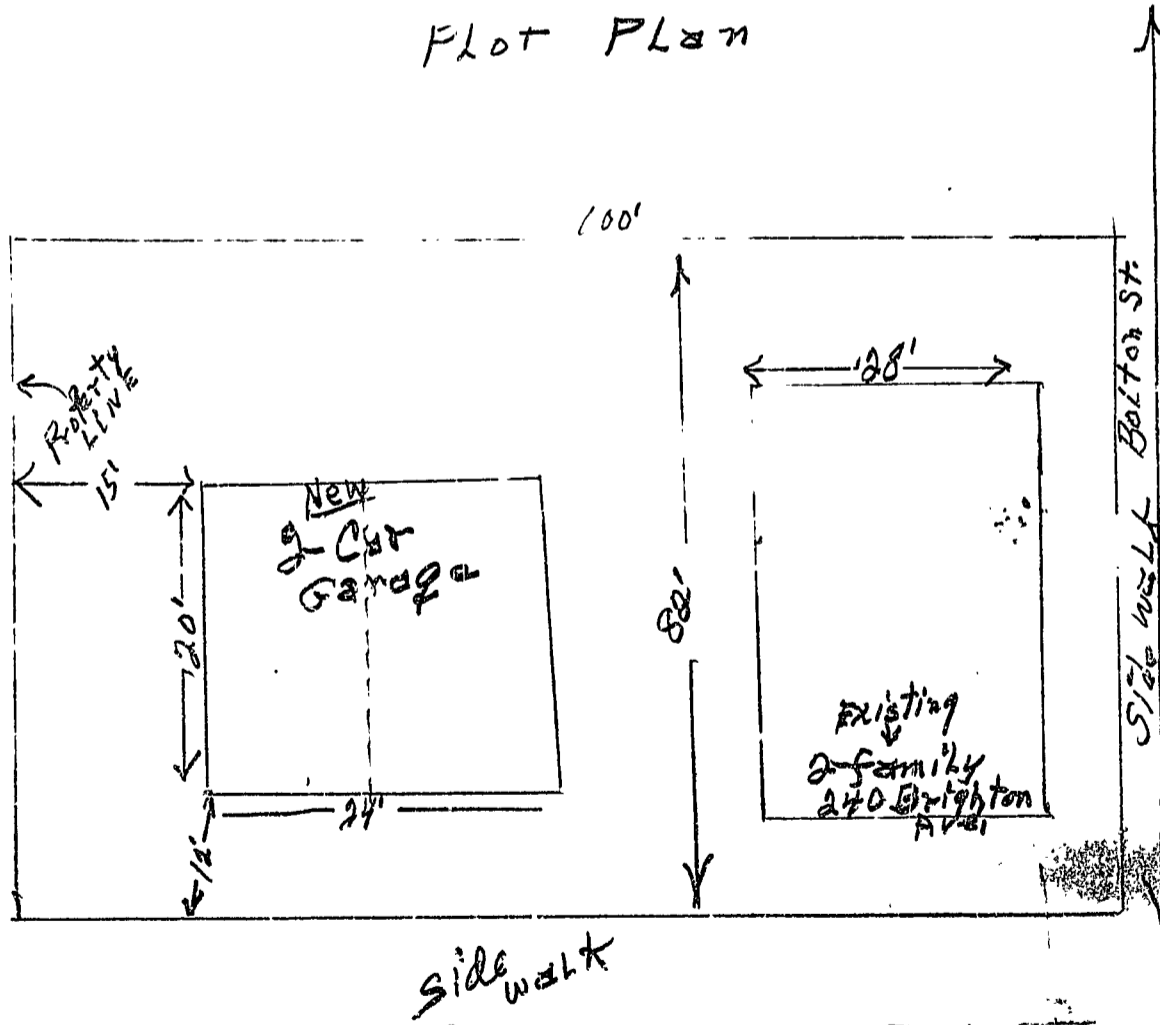 PLot PLan
100'
Property
LINE
15'
28'
New
2-Car
Garage
20'
Side walk Bolton St.
Existing
2-family
240 Brighton
Ave
24'
12'
side walk